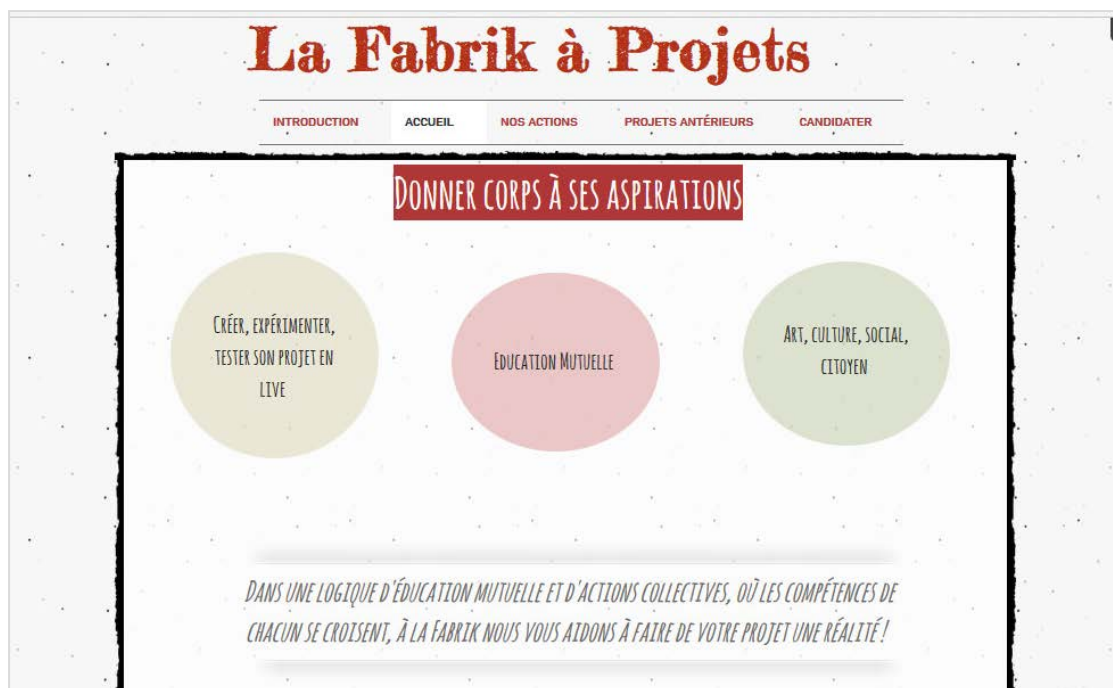 La Fabrik à Projets
INTRODUCTION ACCUEIL NOS ACTIONS PROJETS ANTÉRIEURS CANDIDATER
DONNER CORPS À SES ASPIRATIONS
CRÉER, EXPÉRIMENTER,
TESTER SON PROJET EN
LIVE
EDUCATION MUTUELLE
ART, CULTURE, SOCIAL,
CITOYEN
DANS UNE LOGIQUE D'ÉDUCATION MUTUELLE ET D'ACTIONS COLLECTIVES, OÙ LES COMPÉTENCES DE
CHACUN SE CROISENT, À LA FABRIK NOUS VOUS AIDONS À FAIRE DE VOTRE PROJET UNE RÉALITÉ !